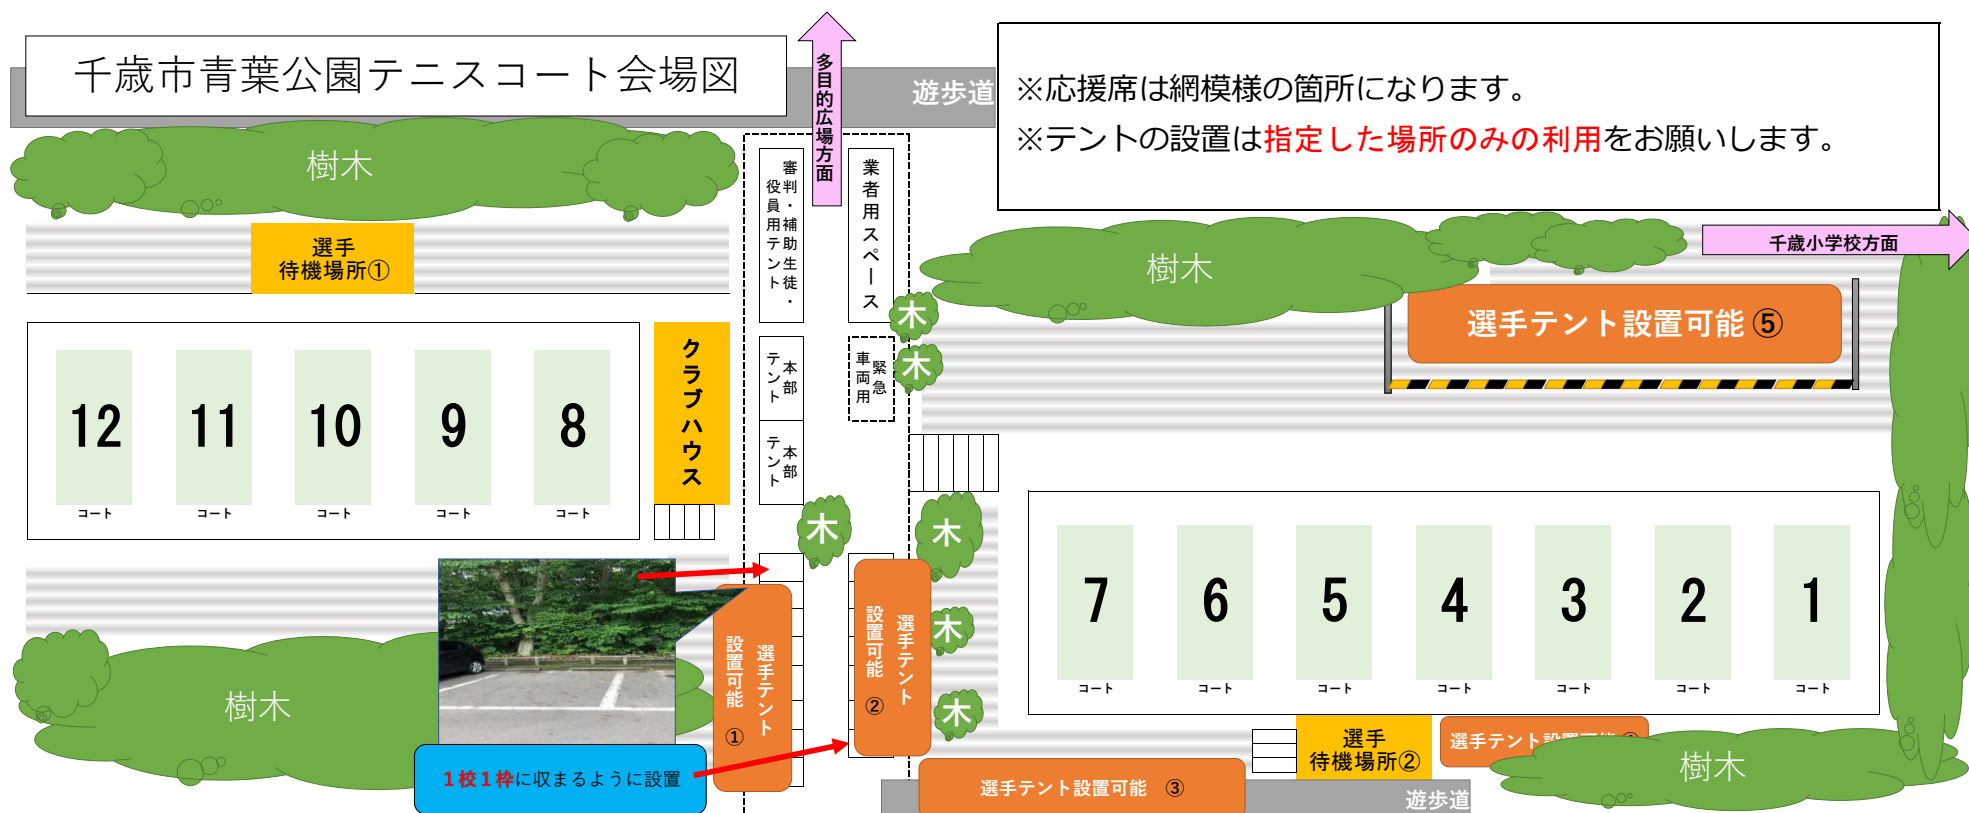 千歳市青葉公園テニスコート会場図
多目的広場方面
遊歩道
※応援席は網模様の箇所になります。
※テントの設置は指定した場所のみの利用をお願いします。
樹木
選手
待機場所①
審判・補助生徒・
役員用テント
業者用スペース
樹木
千歳小学校方面
木
木
選手テント設置可能⑤
12
コート
11
コート
10
コート
9
コート
8
コート
クラブハウス
本部
テント
本部
テント
緊急
車両用
木
木
木
木
7
コート
6
コート
5
コート
4
コート
3
コート
2
コート
1
コート
樹木
選手テント
設置可能 ①
選手テント
設置可能 ②
1校1枠に収まるように設置
選手テント設置可能 ③
選手
待機場所②
選手テント設置可能
樹木
遊歩道